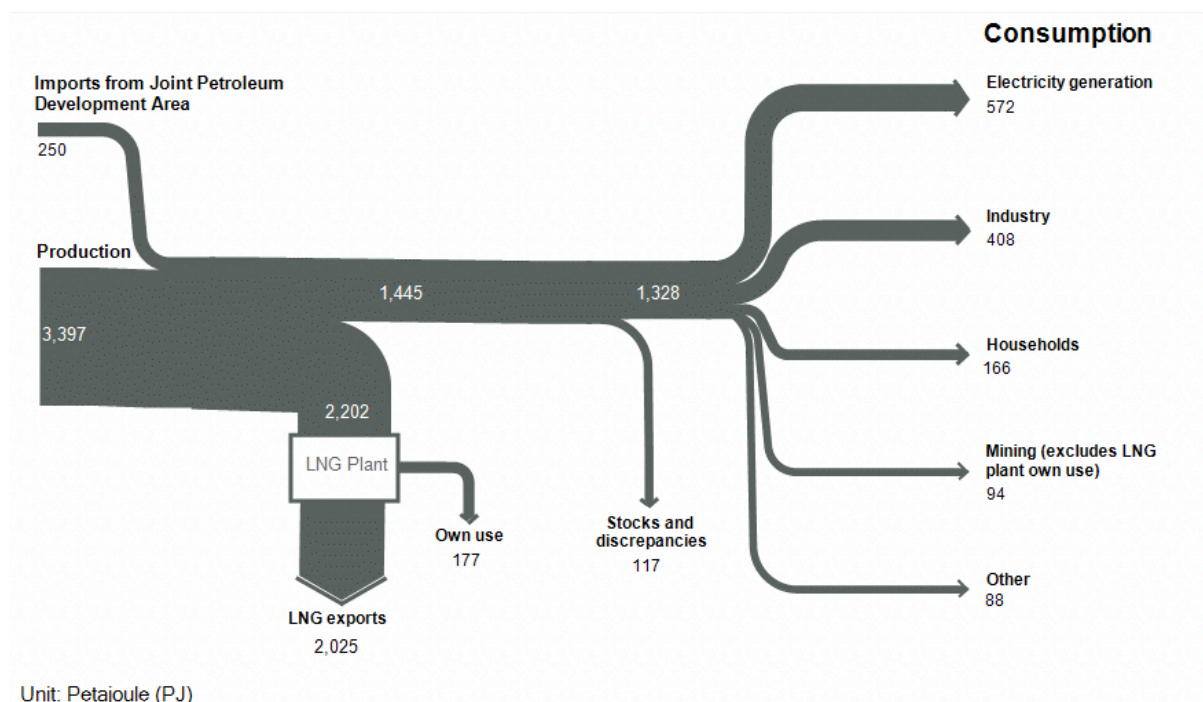 Consumption
Imports from Joint Petroleum
Development Area
250
Production
3,397
1,445
1,328
2,202
LNG Plant
Own use
177
LNG exports
2,025
Stocks and
discrepancies
117
Electricity generation
572
Industry
408
Households
166
Mining (excludes LNG
plant own use)
94
Other
88
Unit: Petajoule (PJ)